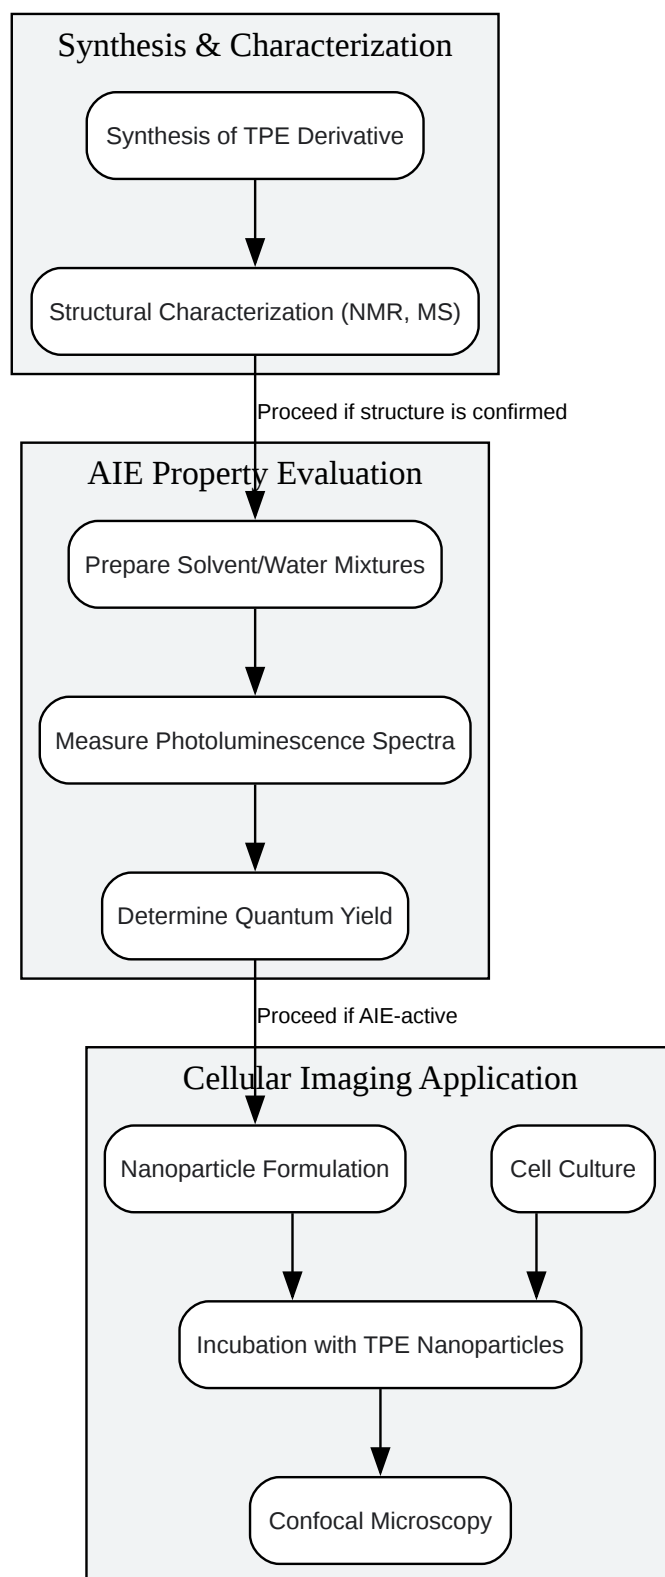 Synthesis & Characterization
Synthesis of TPE Derivative
Structural Characterization (NMR, MS)
Proceed if structure is confirmed
AIE Property Evaluation
Prepare Solvent/Water Mixtures
Measure Photoluminescence Spectra
Determine Quantum Yield
Proceed if AIE-active
Cellular Imaging Application
Nanoparticle Formulation
Cell Culture
Incubation with TPE Nanoparticles
Confocal Microscopy